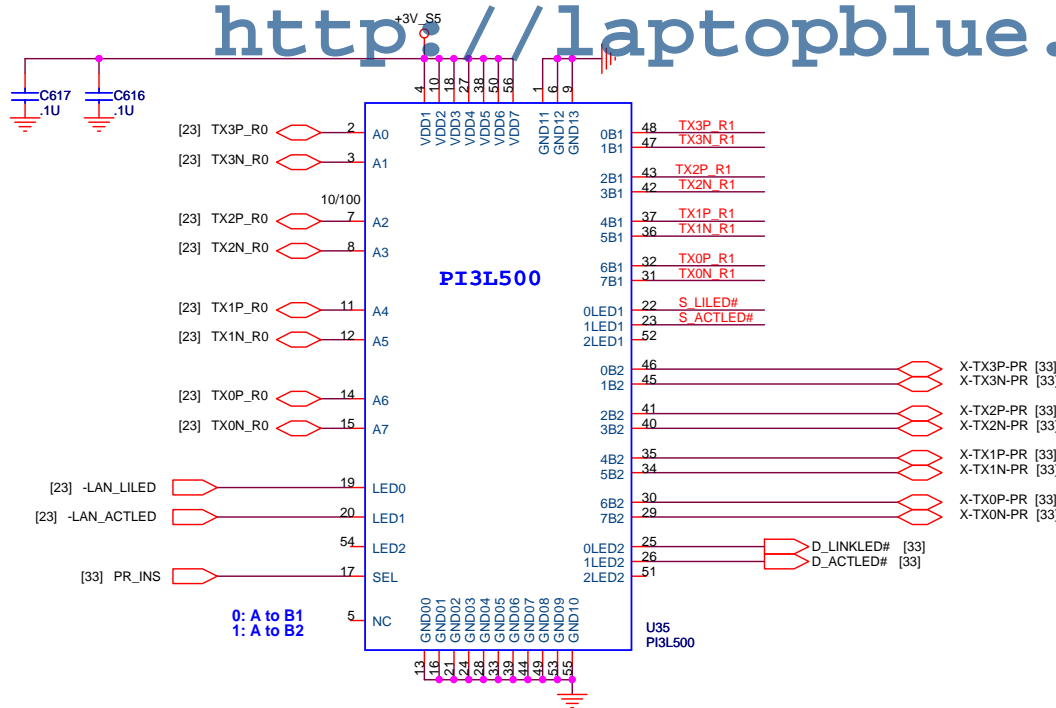 http://laptopblue.
+3V_S5
C617
.1U
C616
.1U
4 10 18 27 38 50 56 1 6 9
VDD1 VDD2 VDD3 VDD4 VDD5 VDD6 VDD7 GND11 GND12 GND13
[23] TX3P_R0 2 A0
[23] TX3N_R0 3 A1
10/100
[23] TX2P_R0 7 A2
[23] TX2N_R0 8 A3
[23] TX1P_R0 11 A4
[23] TX1N_R0 12 A5
[23] TX0P_R0 14 A6
[23] TX0N_R0 15 A7
[23] -LAN_LILED 19 LED0
[23] -LAN_ACTLED 20 LED1
54 LED2
[33] PR_INS 17 SEL
5 NC
0: A to B1
1: A to B2
PI3L500
0B1 48 TX3P_R1
1B1 47 TX3N_R1
2B1 43 TX2P_R1
3B1 42 TX2N_R1
4B1 37 TX1P_R1
5B1 36 TX1N_R1
6B1 32 TX0P_R1
7B1 31 TX0N_R1
0LED1 22 S_LILED#
1LED1 23 S_ACTLED#
2LED1 52
0B2 46 X-TX3P-PR [33]
1B2 45 X-TX3N-PR [33]
2B2 41 X-TX2P-PR [33]
3B2 40 X-TX2N-PR [33]
4B2 35 X-TX1P-PR [33]
5B2 34 X-TX1N-PR [33]
6B2 30 X-TX0P-PR [33]
7B2 29 X-TX0N-PR [33]
0LED2 25 D_LINKLED# [33]
1LED2 26 D_ACTLED# [33]
2LED2 51
U35
PI3L500
GND00 GND01 GND02 GND03 GND04 GND05 GND06 GND07 GND08 GND09 GND10
13 16 21 24 28 33 39 44 49 53 55